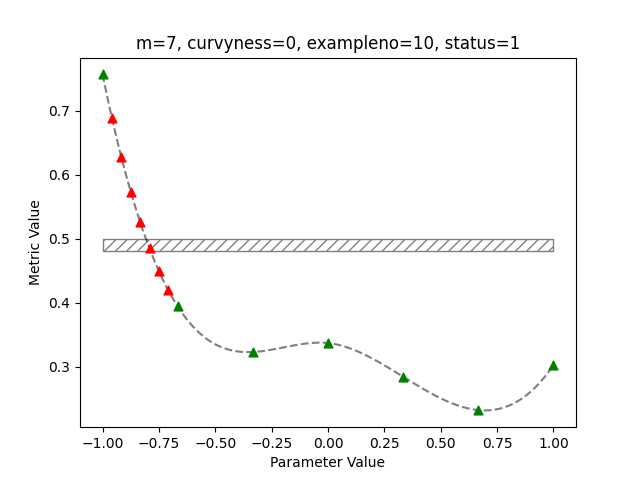 m=7, curvyness=0, exampleno=10, status=1
Metric Value
0.7
0.6
0.5
0.4
0.3
−1.00 −0.75 −0.50 −0.25 0.00 0.25 0.50 0.75 1.00
Parameter Value